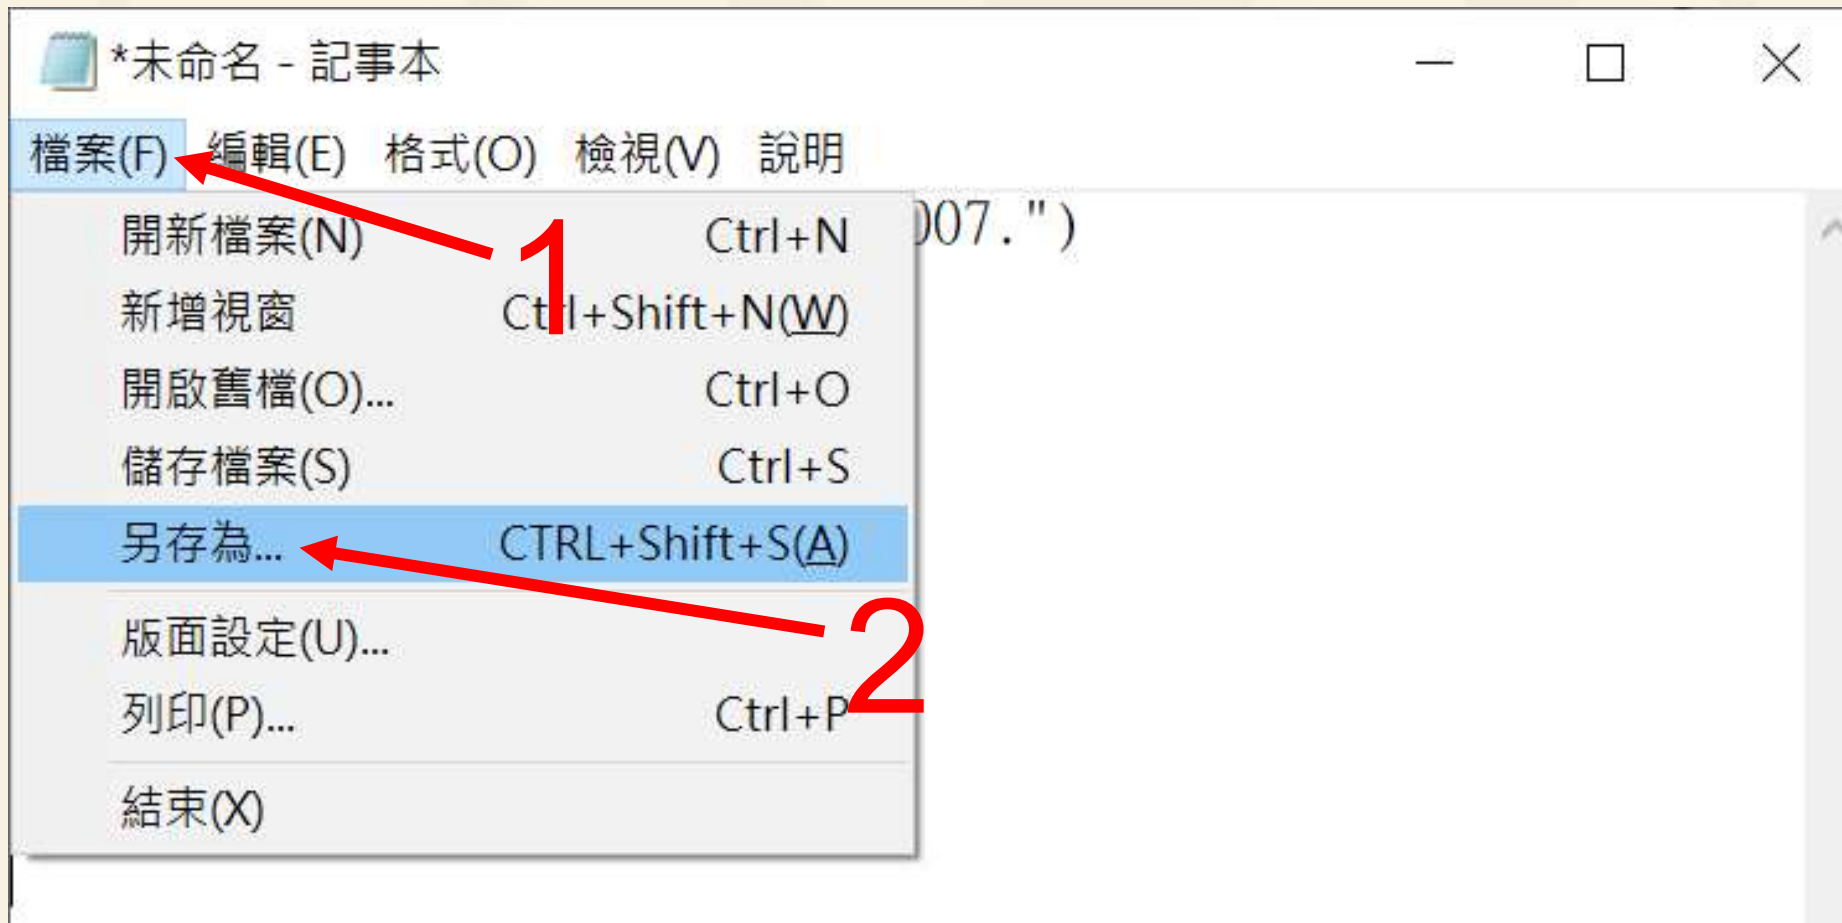 *未命名 - 記事本
檔案(F) 編輯(E) 格式(O) 檢視(V) 說明
開新檔案(N) Ctrl+N
007.")
1
新增視窗 Ctrl+Shift+N(W)
開啟舊檔(O)... Ctrl+O
儲存檔案(S) Ctrl+S
另存為... CTRL+Shift+S(A)
2
版面設定(U)...
列印(P)... Ctrl+P
結束(X)